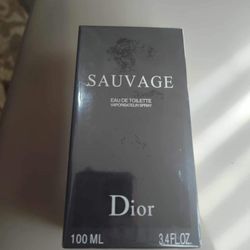 SAUVAGE
EAU DE TOILETTE
VAPORISATEUR SPRAY
Dior
100 ML 3.4 FL.OZ.